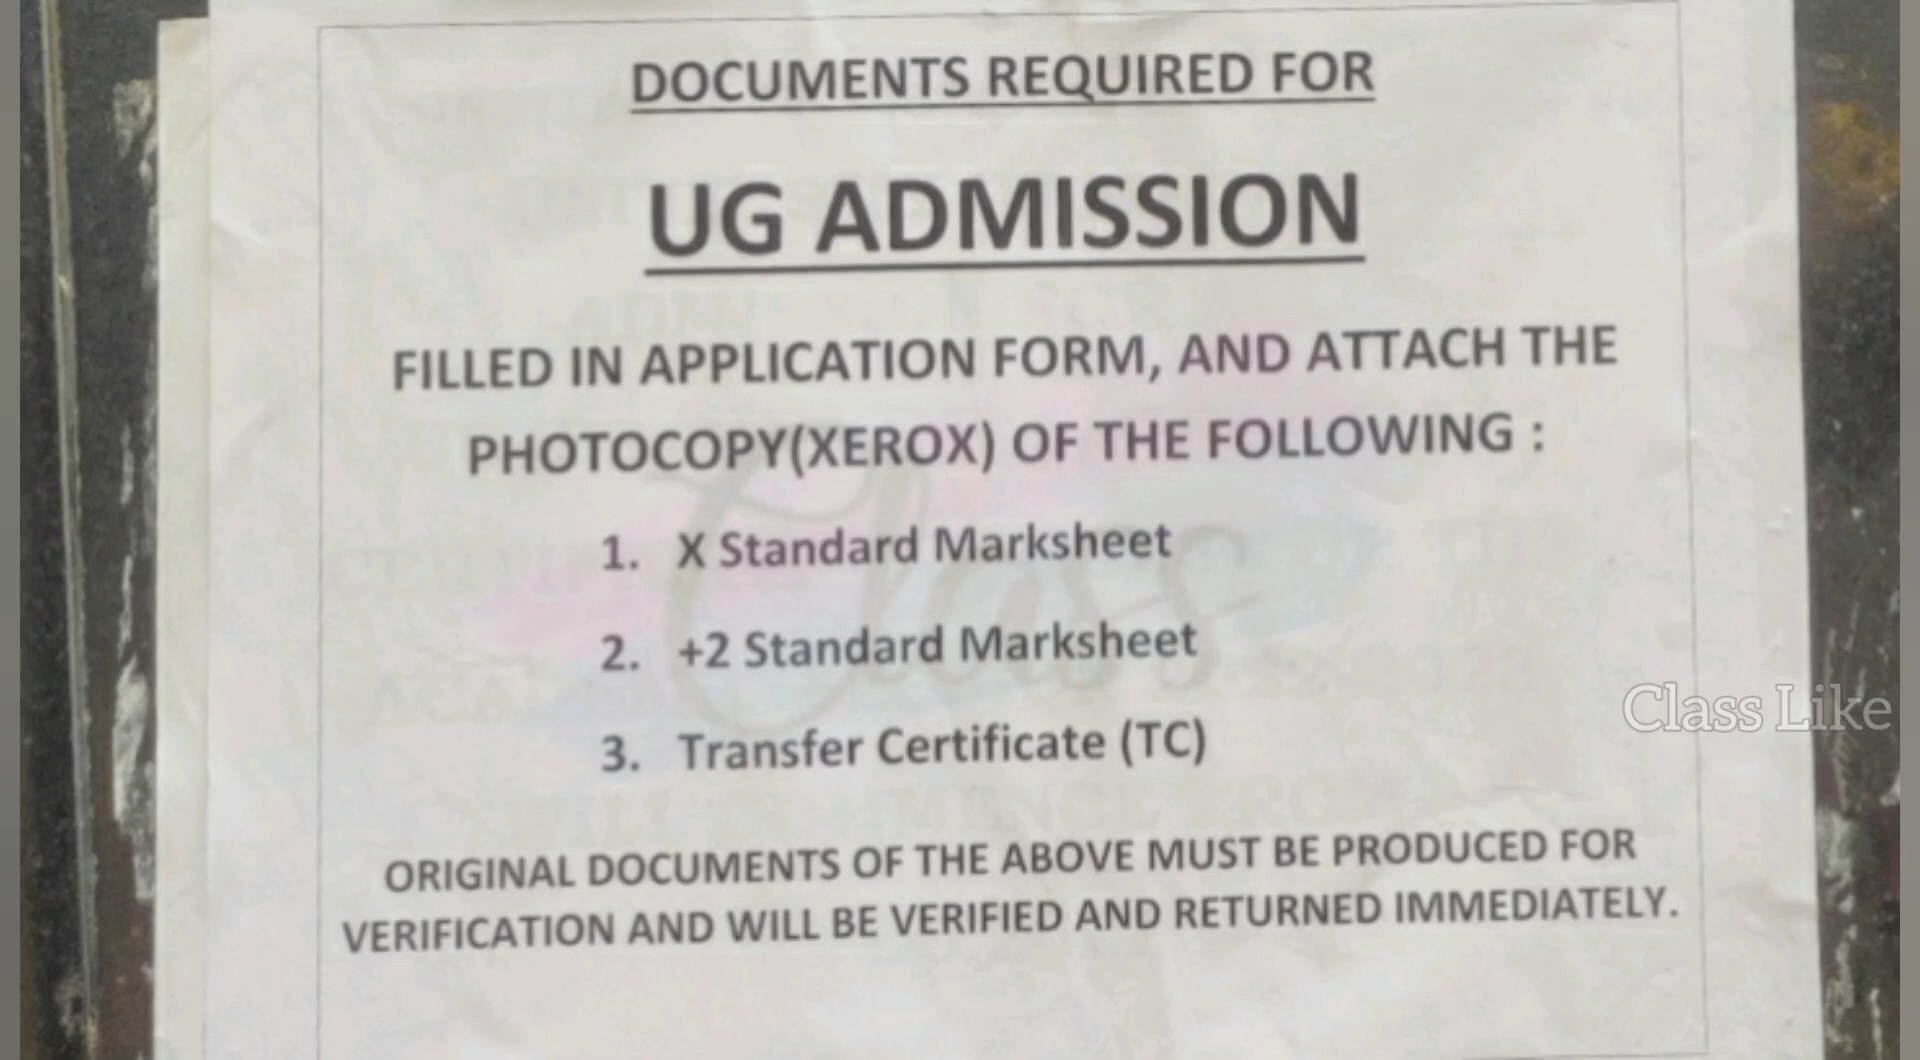 DOCUMENTS REQUIRED FOR
UG ADMISSION
FILLED IN APPLICATION FORM, AND ATTACH THE
PHOTOCOPY(XEROX) OF THE FOLLOWING :
1. X Standard Marksheet
2. +2 Standard Marksheet
3. Transfer Certificate (TC)
ORIGINAL DOCUMENTS OF THE ABOVE MUST BE PRODUCED FOR
VERIFICATION AND WILL BE VERIFIED AND RETURNED IMMEDIATELY.
Class
Class Like